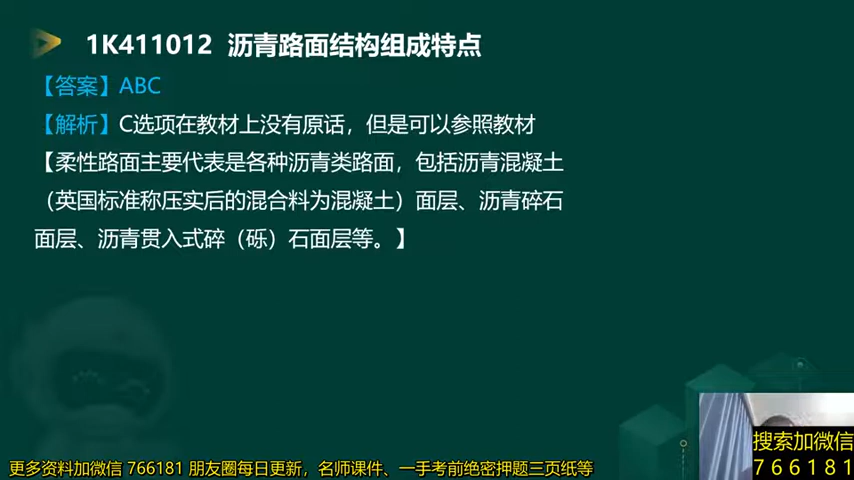 1K411012 沥青路面结构组成特点
【答案】ABC
【解析】C选项在教材上没有原话，但是可以参照教材
【柔性路面主要代表是各种沥青类路面，包括沥青混凝土
（英国标准称压实后的混合料为混凝土）面层、沥青碎石
面层、沥青贯入式碎（砾）石面层等。】
搜索加微信
766181
更多资料加微信 766181 朋友圈每日更新，名师课件、一手考前绝密押题三页纸等